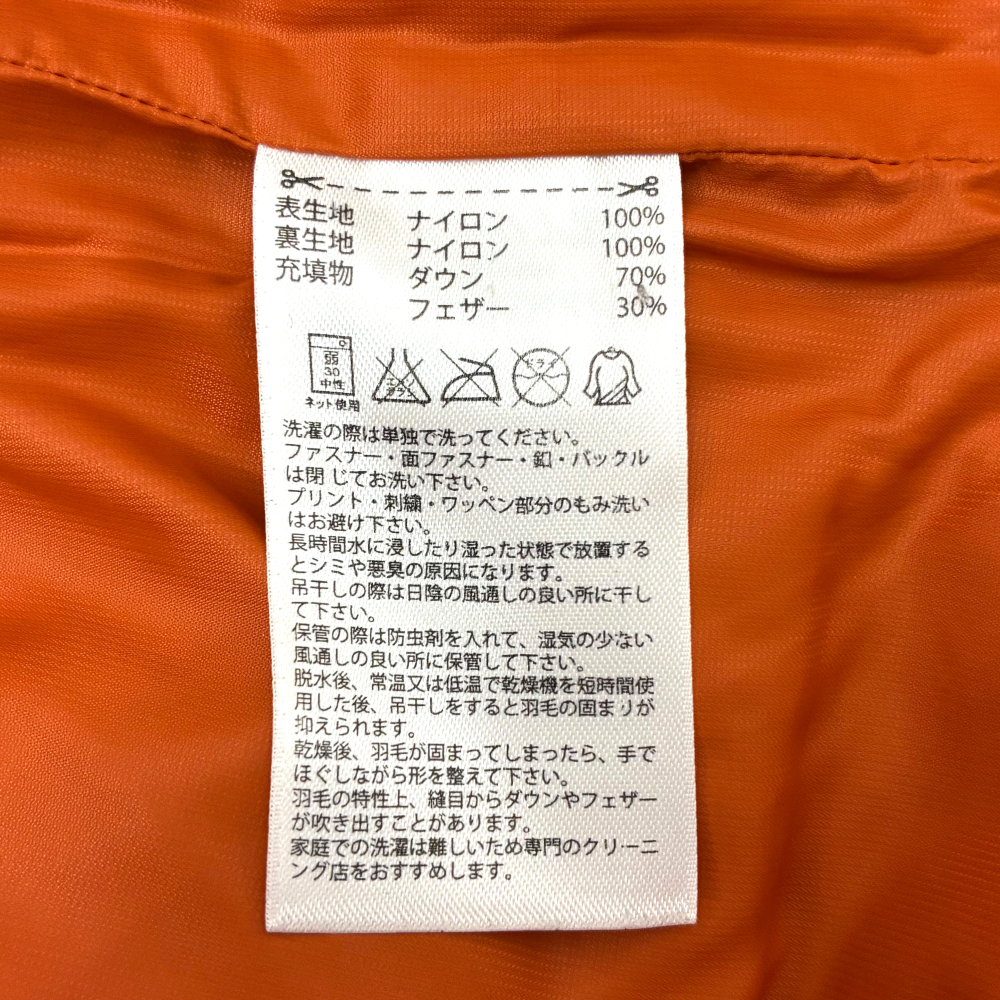 表生地 ナイロン 100%
裏生地 ナイロン 100%
充填物 ダウン 70%
フェザー 30%
弱
30
中性
ネット使用
エンソ
サラシ
ドライ
洗濯の際は単独で洗ってください。
ファスナー・面ファスナー・釦・バックル
は閉じてお洗い下さい。
プリント・刺繍・ワッペン部分のもみ洗い
はお避け下さい。
長時間水に浸したり湿った状態で放置する
とシミや悪臭の原因になります。
吊干しの際は日陰の風通しの良い所に干し
て下さい。
保管の際は防虫剤を入れて、湿気の少ない
風通しの良い所に保管して下さい。
脱水後、常温又は低温で乾燥機を短時間使
用した後、吊干しをすると羽毛の固まりが
抑えられます。
乾燥後、羽毛が固まってしまったら、手で
ほぐしながら形を整えて下さい。
羽毛の特性上、縫目からダウンやフェザー
が吹き出すことがあります。
家庭での洗濯は難しいため専門のクリーニ
ング店をおすすめします。